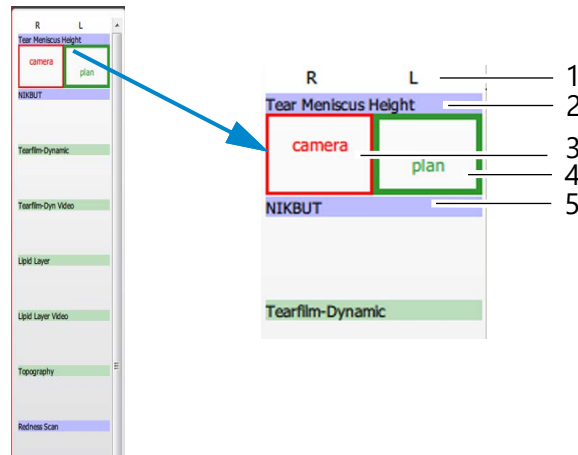 R L
Tear Meniscus Height
camera
plan
NIKBUT
Tearfilm-Dynamic
Tearfilm-Dyn Video
Lipid Layer
Lipid Layer Video
Topography
Redness Scan
R L 1
Tear Meniscus Height 2
camera 3
plan 4
NIKBUT 5
Tearfilm-Dynamic